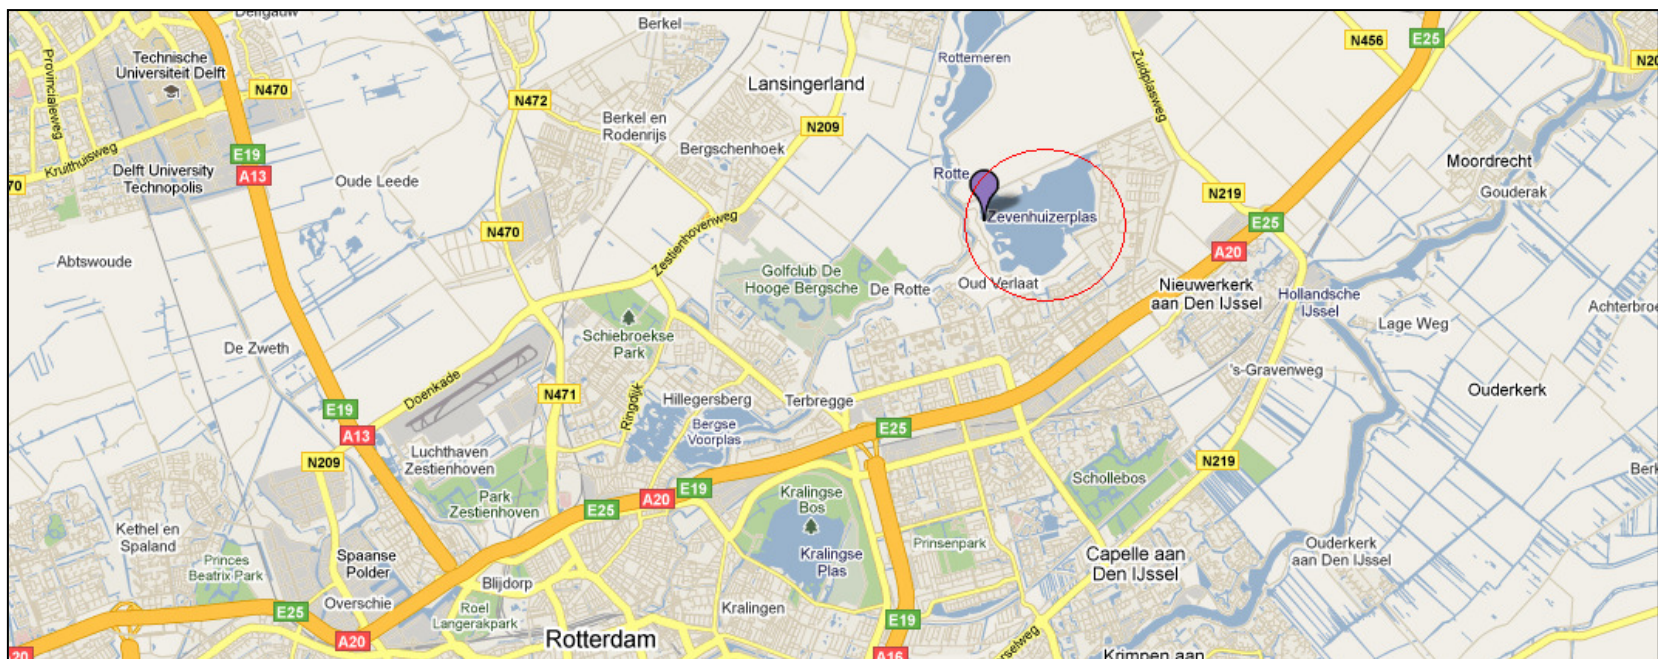 Delfgauw
Berkel
Technische
Universiteit Delft
Provincialeweg
N470
Kruithuisweg
E19
A13
Delft University
Technopolis
70
Oude Leede
N472
Berkel en
Rodenrijs
Bergschenhoek
Lansingerland
N209
Rottemeren
Rotte
Zevenhuizerplas
Oud Verlaat
Zuidplasweg
N456
E25
N20
Moordrecht
Gouderak
N219
E25
A20
Nieuwerkerk
aan Den IJssel
Hollandsche
IJssel
Lage Weg
Achterbroe
Abtswoude
N470
Zestienhovenweg
Golfclub De
Hooge Bergsche
De Rotte
Schiebroekse
Park
De Zweth
Doenkade
N471
Ringdijk
Hillegersberg
Bergse
Voorplas
Terbregge
's-Gravenweg
Ouderkerk
E19
A13
N209
Luchthaven
Zestienhoven
Park
Zestienhoven
E25
A20
E19
E25
Kralingse
Bos
Kralingse
Plas
Schollebos
N219
Berk
Kethel en
Spaland
Princes
Beatrix Park
Spaanse
Polder
Overschie
Blijdorp
Roel
Langerakpark
Prinsenpark
Capelle aan
Den IJssel
Ouderkerk
aan Den IJssel
E25
A20
20
Rotterdam
Kralingen
E19
A16
rselweg
Krimpen aan